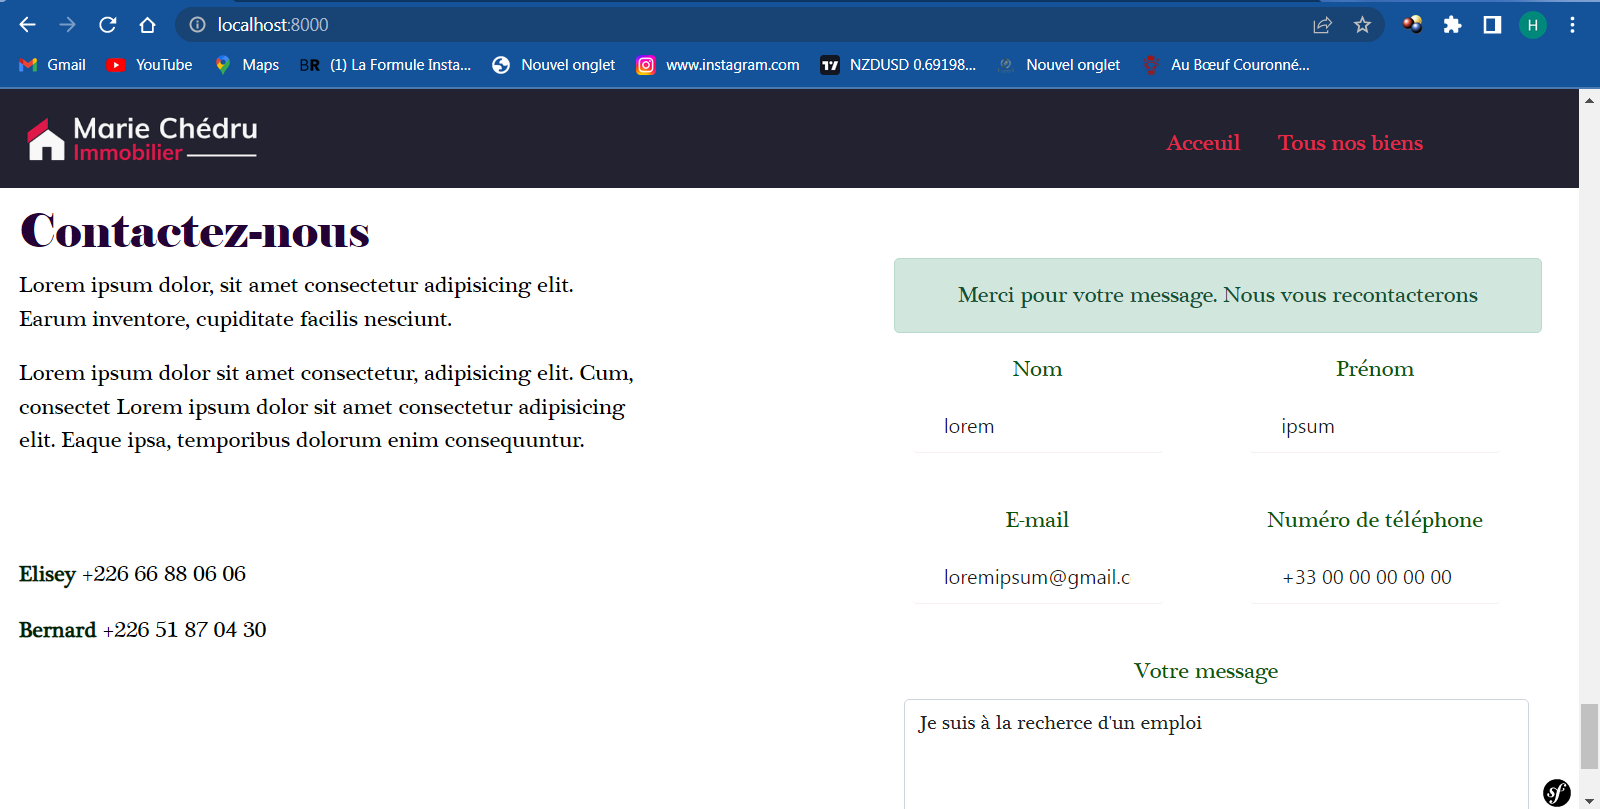 localhost:8000
H
Gmail
YouTube
Maps
BR (1) La Formule Insta...
Nouvel onglet
www.instagram.com
NZDUSD 0.69198...
Nouvel onglet
Au Bœuf Couronné...
Marie Chédru
Immobilier
Acceuil
Tous nos biens
Contactez-nous
Lorem ipsum dolor, sit amet consectetur adipisicing elit.
Earum inventore, cupiditate facilis nesciunt.
Lorem ipsum dolor sit amet consectetur, adipisicing elit. Cum,
consectet Lorem ipsum dolor sit amet consectetur adipisicing
elit. Eaque ipsa, temporibus dolorum enim consequuntur.
Elisey +226 66 88 06 06
Bernard +226 51 87 04 30
Merci pour votre message. Nous vous recontacterons
Nom
Prénom
lorem
ipsum
E-mail
Numéro de téléphone
loremipsum@gmail.c
+33 00 00 00 00 00
Votre message
Je suis à la recherce d'un emploi
sf